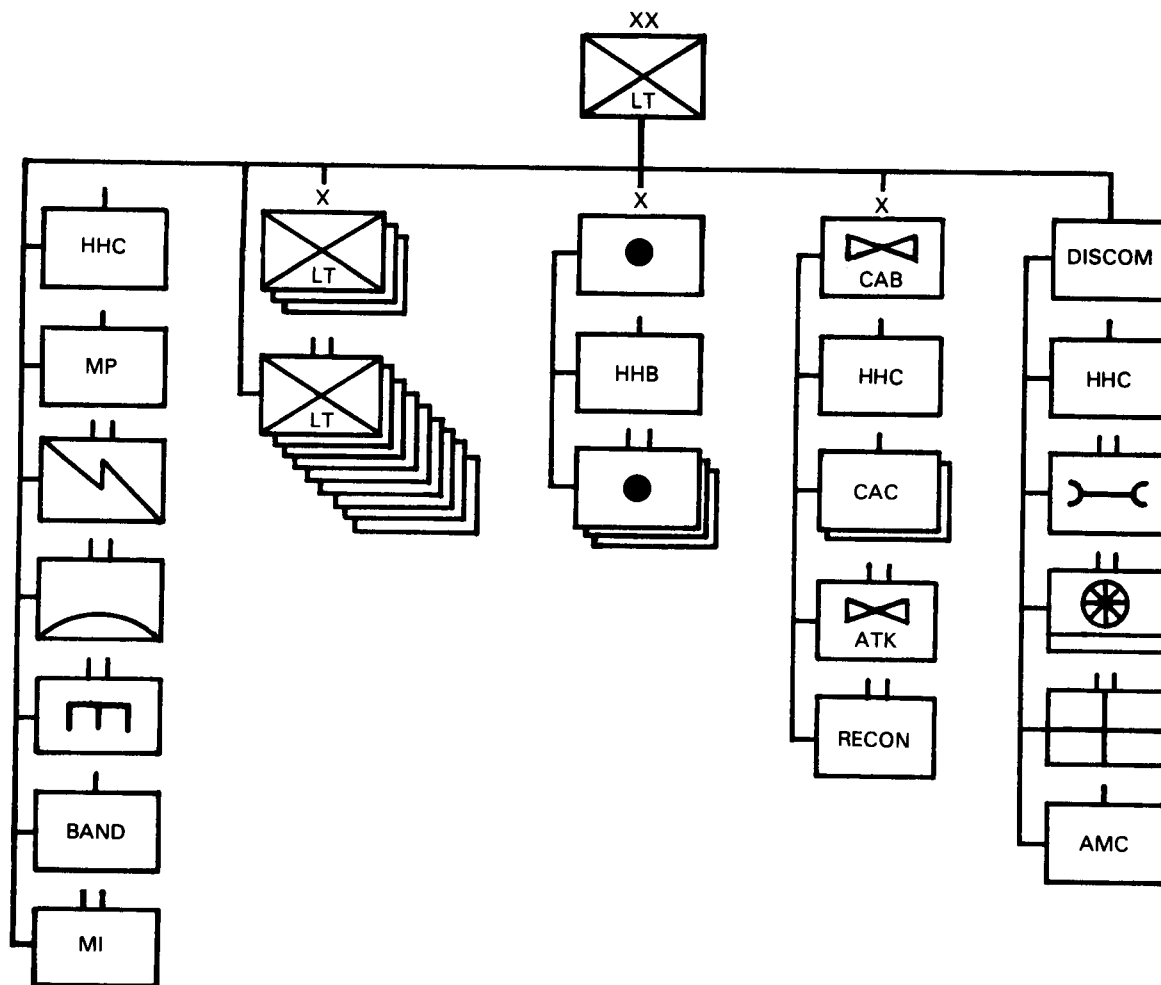 XX
LT
HHC
MP
BAND
MI
X
LT
LT
X
HHB
X
CAB
HHC
CAC
ATK
RECON
DISCOM
HHC
AMC